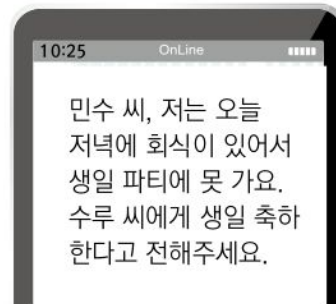 10:25 OnLine
민수 씨, 저는 오늘
저녁에 회식이 있어서
생일 파티에 못 가요.
수루 씨에게 생일 축하
한다고 전해주세요.